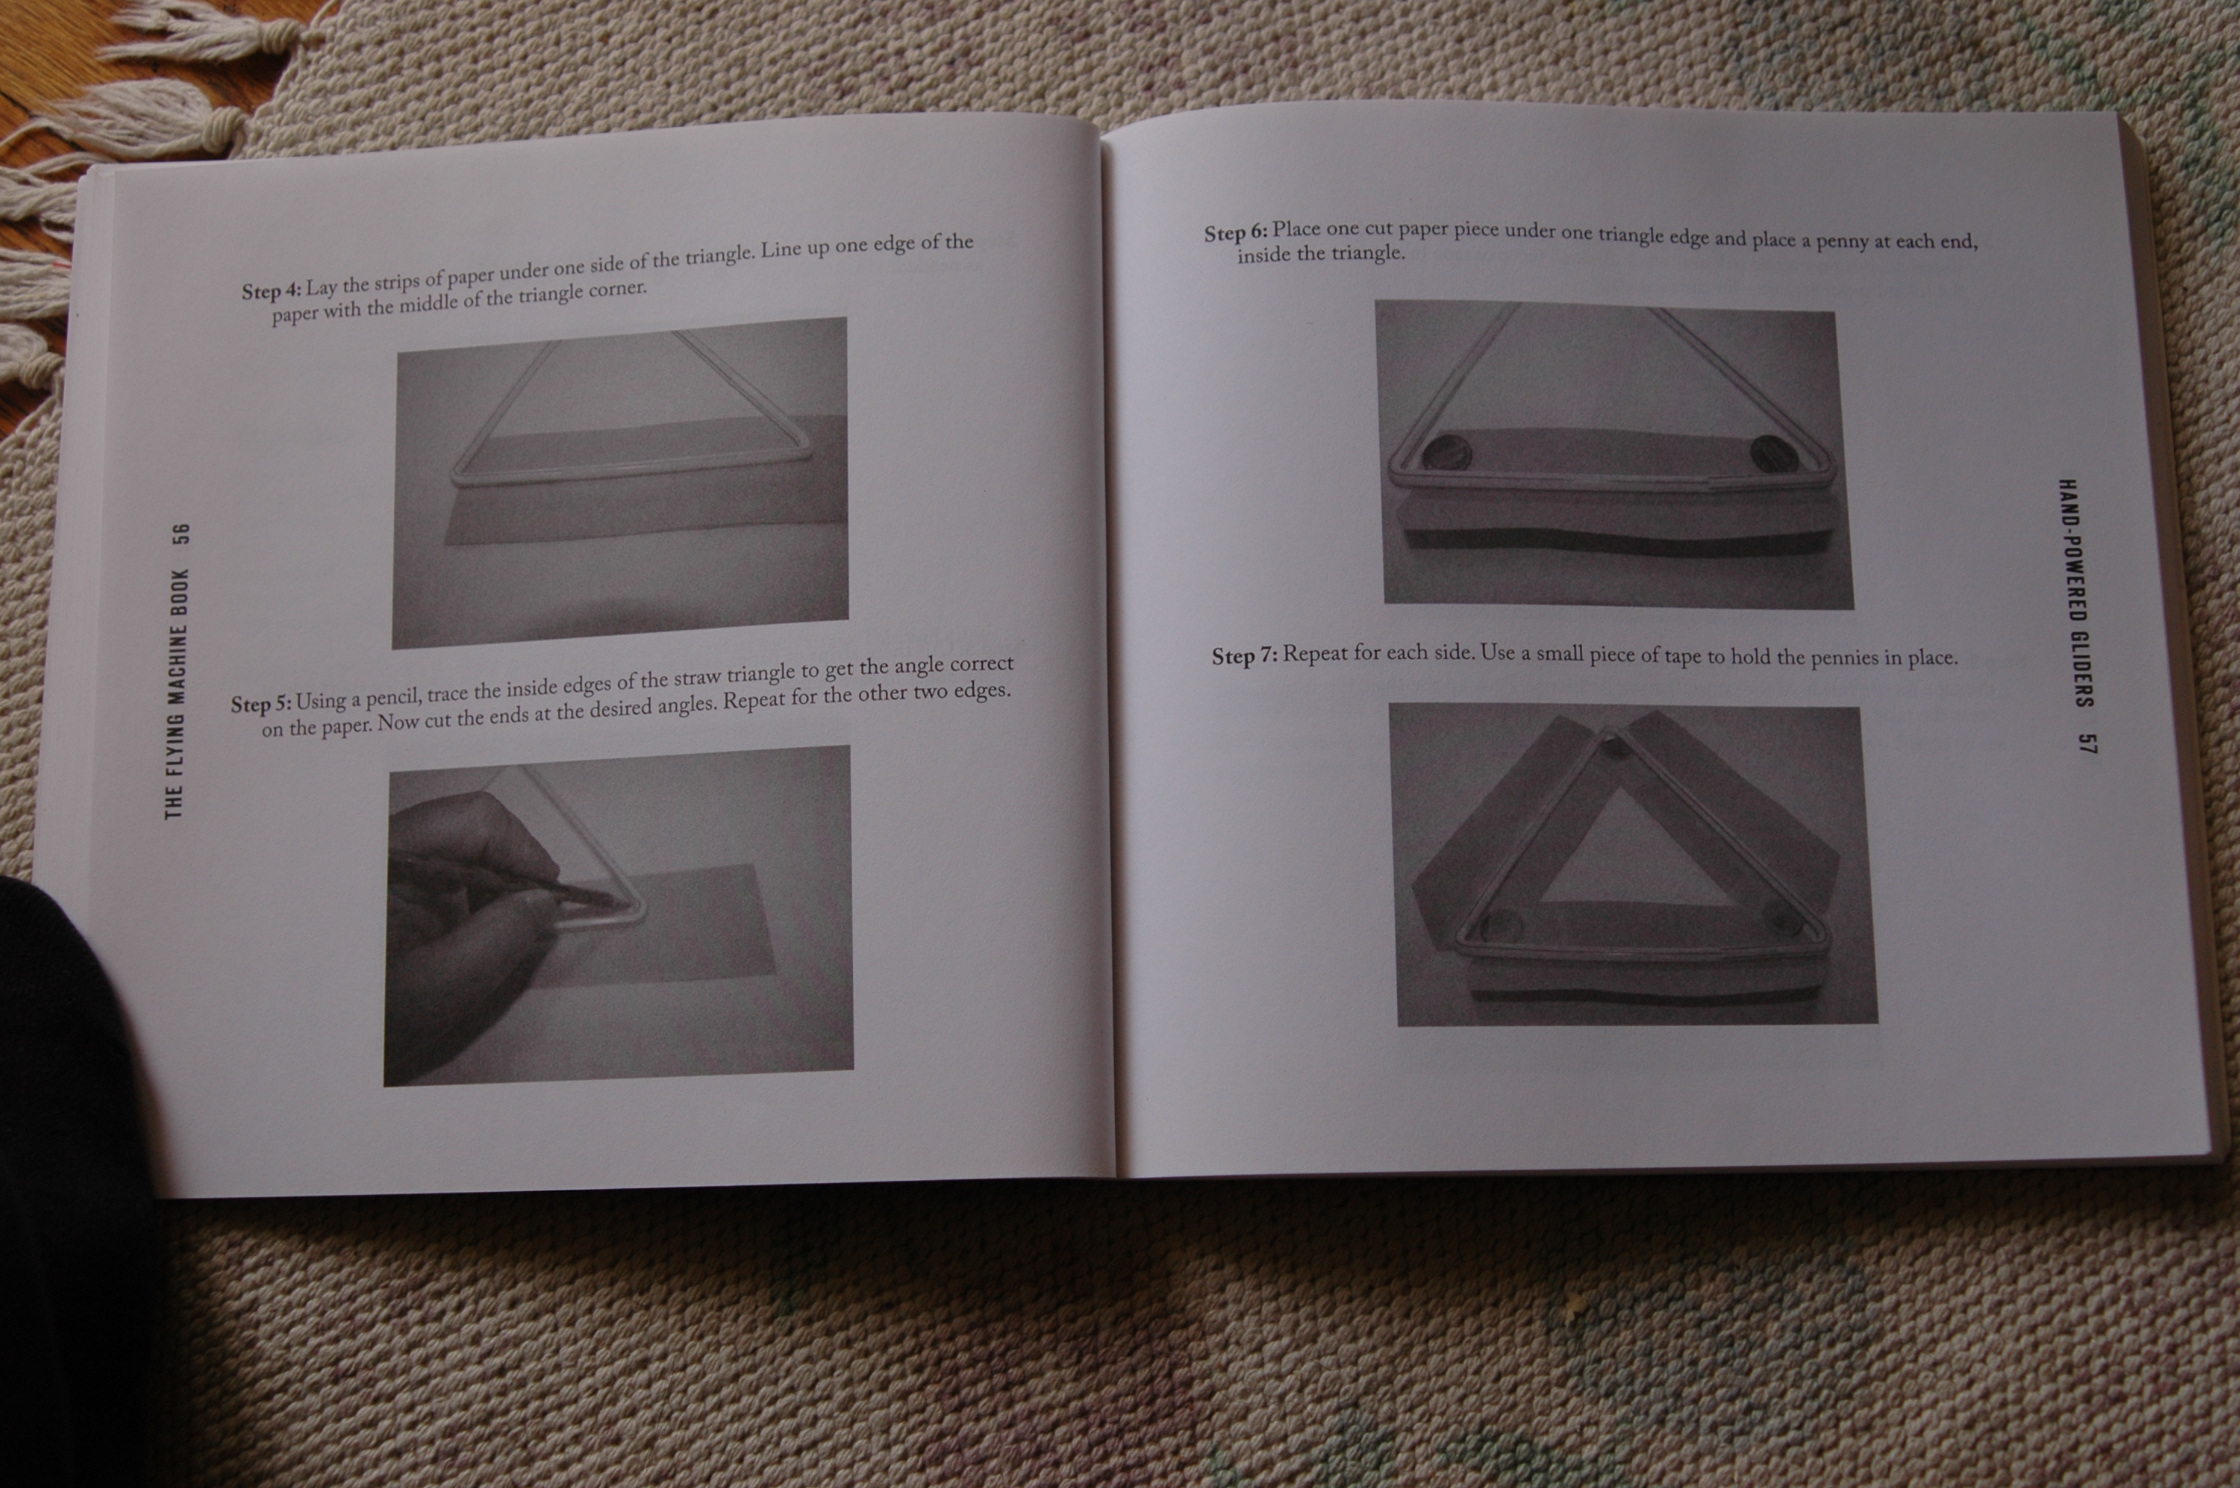 Step 4: Lay the strips of paper under one side of the triangle. Line up one edge of the
paper with the middle of the triangle corner.
Step 5: Using a pencil, trace the inside edges of the straw triangle to get the angle correct
on the paper. Now cut the ends at the desired angles. Repeat for the other two edges.
THE FLYING MACHINE BOOK 56
Step 6: Place one cut paper piece under one triangle edge and place a penny at each end,
inside the triangle.
Step 7: Repeat for each side. Use a small piece of tape to hold the pennies in place.
HAND-POWERED GLIDERS 57